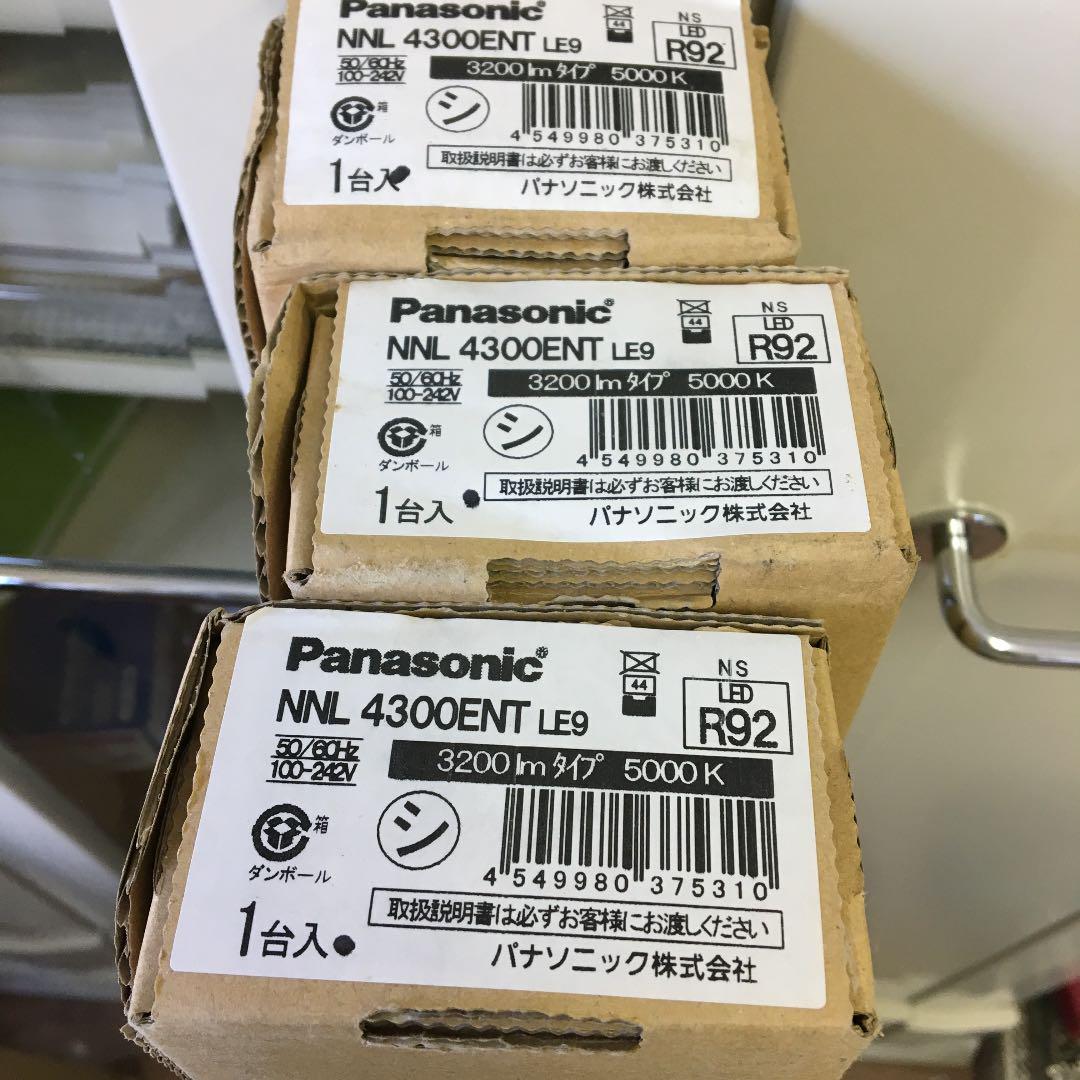 Panasonic
NNL 4300ENT LE9
44
NS
LED
R92
50/60Hz
100-242V
3200 lm タイプ 5000 K
箱
ダンボール
シ
4 549980 375310
取扱説明書は必ずお客様にお渡しください
1台入
パナソニック株式会社
Panasonic
NNL 4300ENT LE9
44
NS
LED
R92
50/60Hz
100-242V
3200 lm タイプ 5000 K
箱
ダンボール
シ
4 549980 375310
取扱説明書は必ずお客様にお渡しください
1台入
パナソニック株式会社
Panasonic
NNL 4300ENT LE9
44
NS
LED
R92
50/60Hz
100-242V
3200 lm タイプ 5000 K
箱
ダンボール
シ
4 549980 375310
取扱説明書は必ずお客様にお渡しください
1台入
パナソニック株式会社